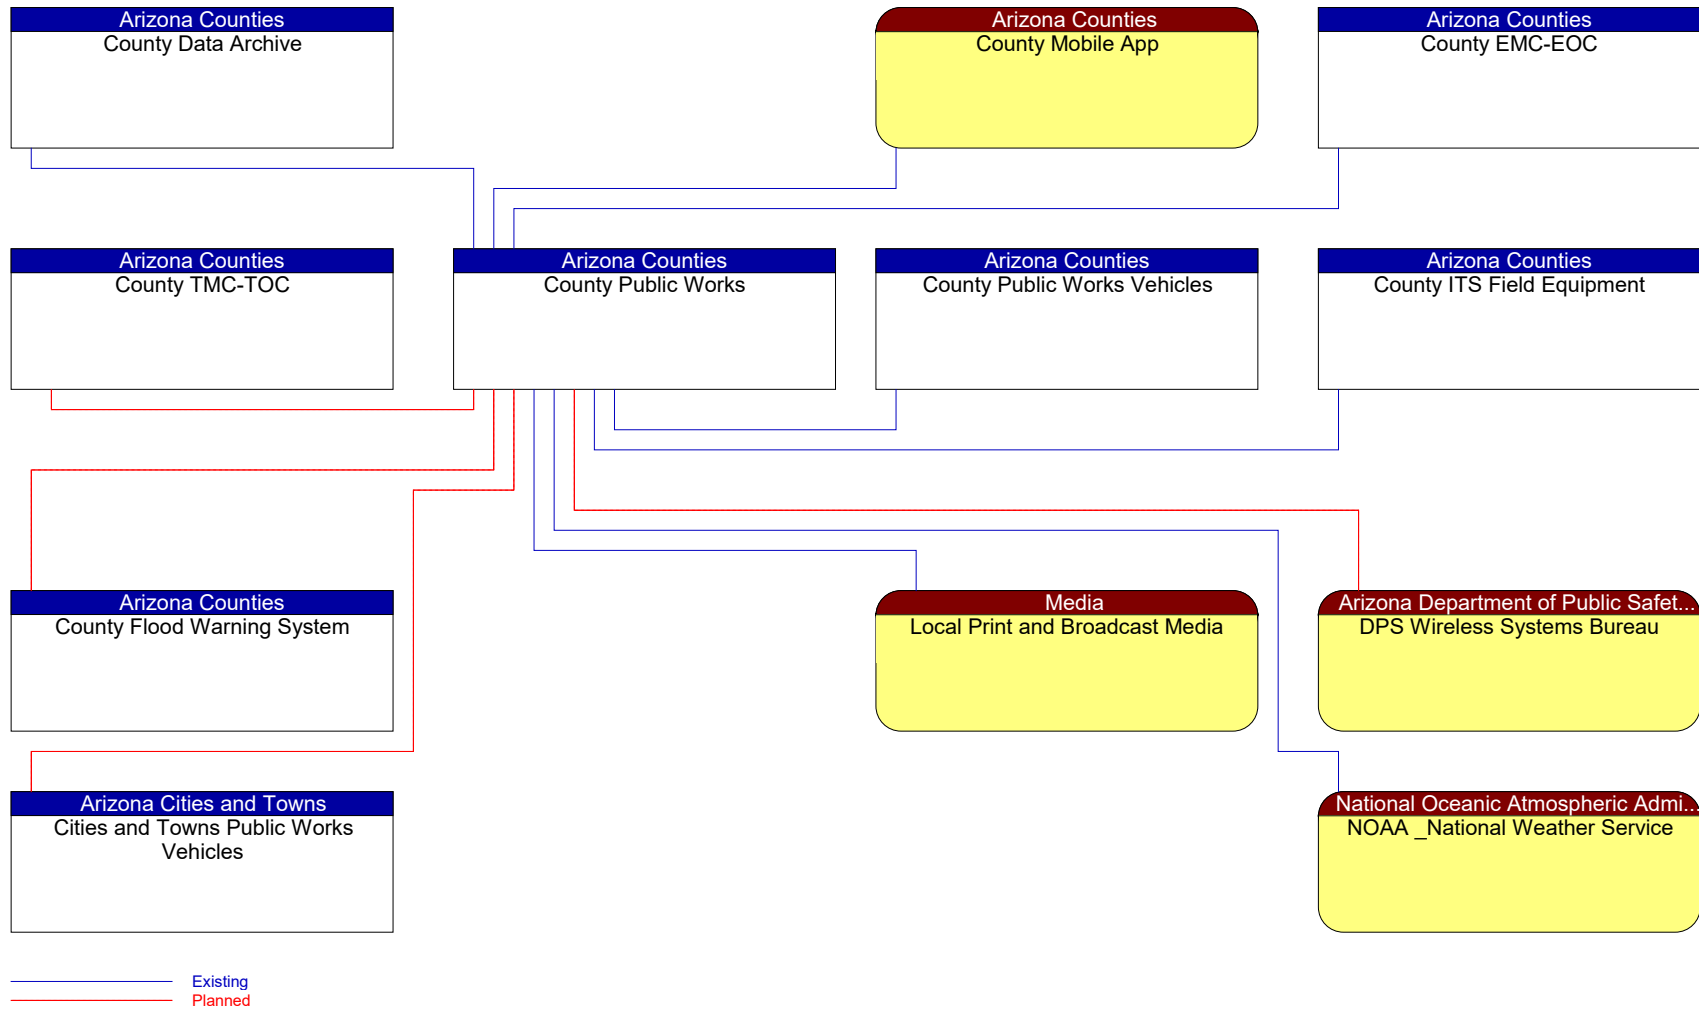 Arizona Counties
County Data Archive
Arizona Counties
County Mobile App
Arizona Counties
County EMC-EOC
Arizona Counties
County TMC-TOC
Arizona Counties
County Public Works
Arizona Counties
County Public Works Vehicles
Arizona Counties
County ITS Field Equipment
Arizona Counties
County Flood Warning System
Media
Local Print and Broadcast Media
Arizona Department of Public Safet...
DPS Wireless Systems Bureau
Arizona Cities and Towns
Cities and Towns Public Works
Vehicles
National Oceanic Atmospheric Admi...
NOAA _National Weather Service
Existing
Planned